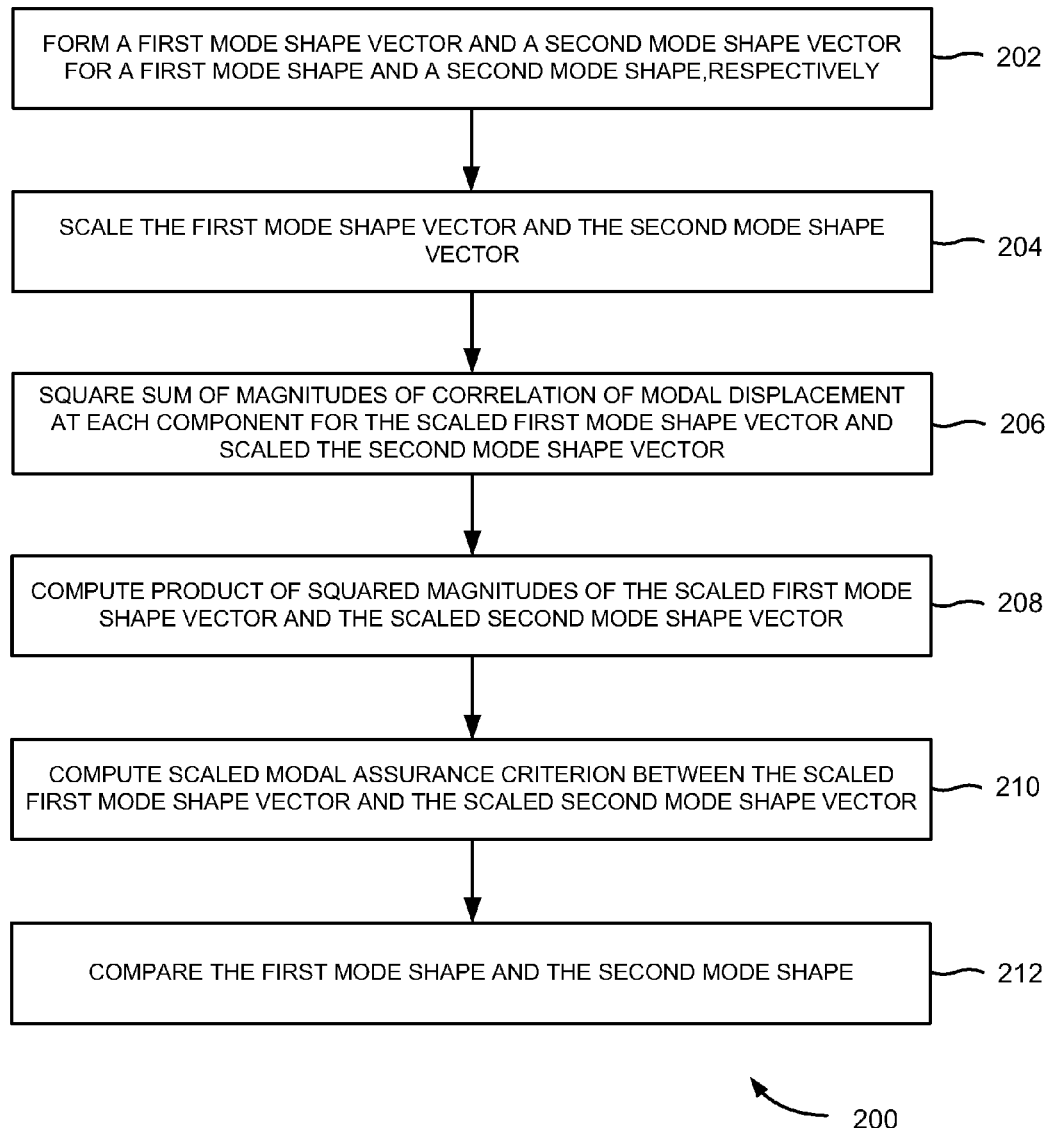 FORM A FIRST MODE SHAPE VECTOR AND A SECOND MODE SHAPE VECTOR
FOR A FIRST MODE SHAPE AND A SECOND MODE SHAPE,RESPECTIVELY
202
SCALE THE FIRST MODE SHAPE VECTOR AND THE SECOND MODE SHAPE
VECTOR
204
SQUARE SUM OF MAGNITUDES OF CORRELATION OF MODAL DISPLACEMENT
AT EACH COMPONENT FOR THE SCALED FIRST MODE SHAPE VECTOR AND
SCALED THE SECOND MODE SHAPE VECTOR
206
COMPUTE PRODUCT OF SQUARED MAGNITUDES OF THE SCALED FIRST MODE
SHAPE VECTOR AND THE SCALED SECOND MODE SHAPE VECTOR
208
COMPUTE SCALED MODAL ASSURANCE CRITERION BETWEEN THE SCALED
FIRST MODE SHAPE VECTOR AND THE SCALED SECOND MODE SHAPE VECTOR
210
COMPARE THE FIRST MODE SHAPE AND THE SECOND MODE SHAPE
212
200